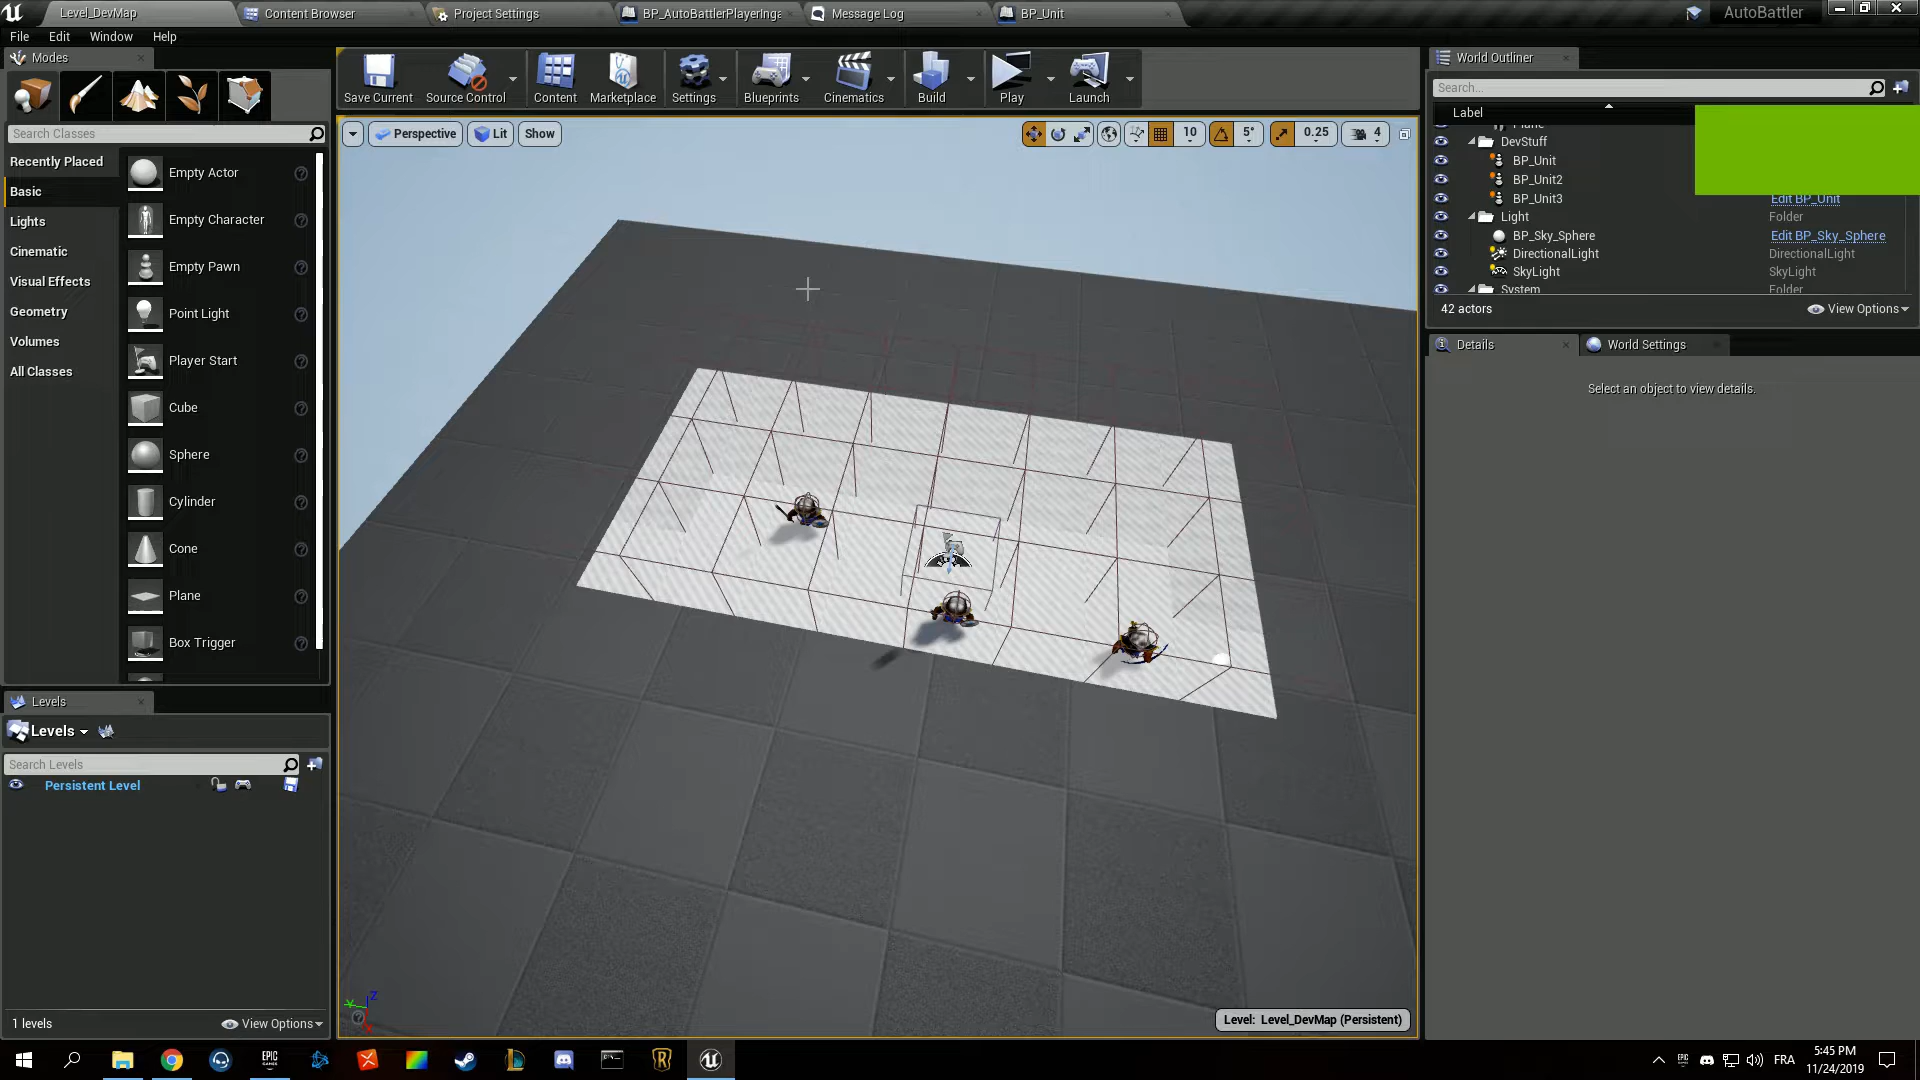 Level_DevMap
Content Browser
Project Settings
BP_AutoBattlerPlayerInga
Message Log
BP_Unit
AutoBattler
File
Edit
Window
Help
Modes
Save Current
Source Control
Content
Marketplace
Settings
Blueprints
Cinematics
Build
Play
Launch
Search Classes
Recently Placed
Basic
Lights
Cinematic
Visual Effects
Geometry
Volumes
All Classes
Empty Actor
Empty Character
Empty Pawn
Point Light
Player Start
Cube
Sphere
Cylinder
Cone
Plane
Box Trigger
Perspective
Lit
Show
10
5°
0.25
4
Level: Level_DevMap (Persistent)
Levels
Levels
Search Levels
Persistent Level
1 levels
View Options
World Outliner
Search...
Label
Plane
DevStuff
BP_Unit
BP_Unit2
BP_Unit3 Edit BP_Unit
Light Folder
BP_Sky_Sphere Edit BP_Sky_Sphere
DirectionalLight DirectionalLight
SkyLight SkyLight
System Folder
42 actors
View Options
Details
World Settings
Select an object to view details.
EPIC GAMES
FRA
5:45 PM
11/24/2019